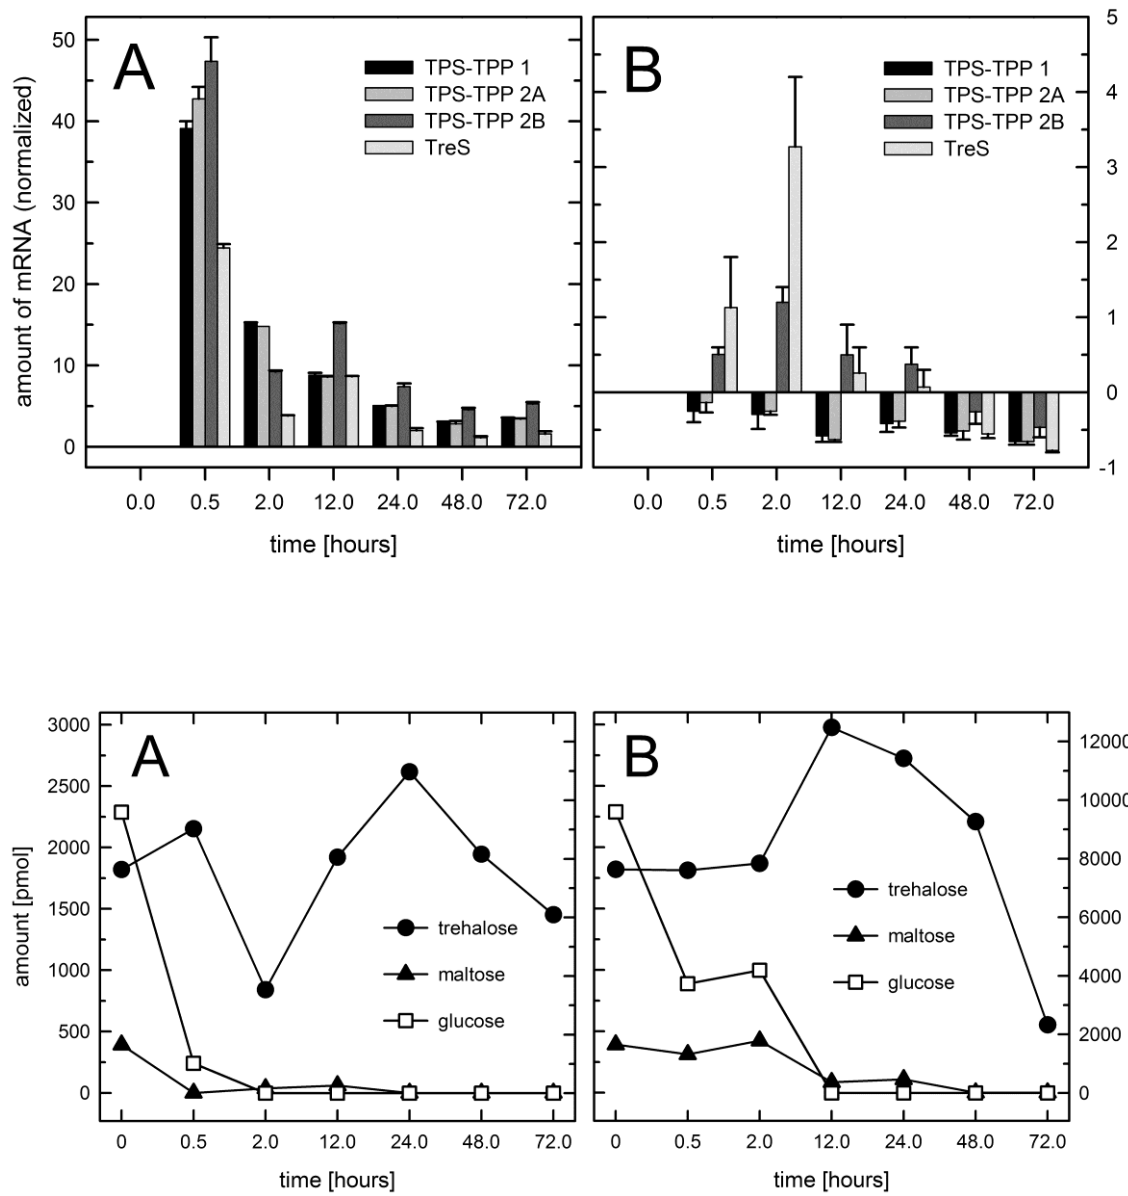 A
TPS-TPP 1
TPS-TPP 2A
TPS-TPP 2B
TreS
amount of mRNA (normalized)
50
40
30
20
10
0
0.0 0.5 2.0 12.0 24.0 48.0 72.0
time [hours]
B
TPS-TPP 1
TPS-TPP 2A
TPS-TPP 2B
TreS
5
4
3
2
1
0
-1
0.0 0.5 2.0 12.0 24.0 48.0 72.0
time [hours]
A
amount [pmol]
3000
2500
2000
1500
1000
500
0
trehalose
maltose
glucose
0 0.5 2.0 12.0 24.0 48.0 72.0
time [hours]
B
trehalose
maltose
glucose
12000
10000
8000
6000
4000
2000
0
0 0.5 2.0 12.0 24.0 48.0 72.0
time [hours]